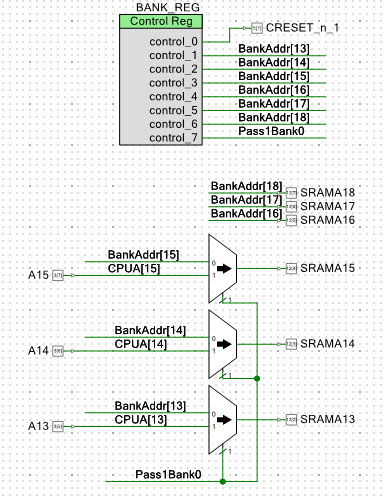 BANK_REG
Control Reg
control_0
CRESET_n_1
control_1
BankAddr[13]
control_2
BankAddr[14]
control_3
BankAddr[15]
control_4
BankAddr[16]
control_5
BankAddr[17]
control_6
BankAddr[18]
control_7
Pass1Bank0
BankAddr[18]
SRAMA18
BankAddr[17]
SRAMA17
BankAddr[16]
SRAMA16
BankAddr[15]
0
A15
CPUA[15]
1
SRAMA15
1
BankAddr[14]
0
A14
CPUA[14]
1
SRAMA14
1
BankAddr[13]
0
A13
CPUA[13]
1
SRAMA13
1
Pass1Bank0